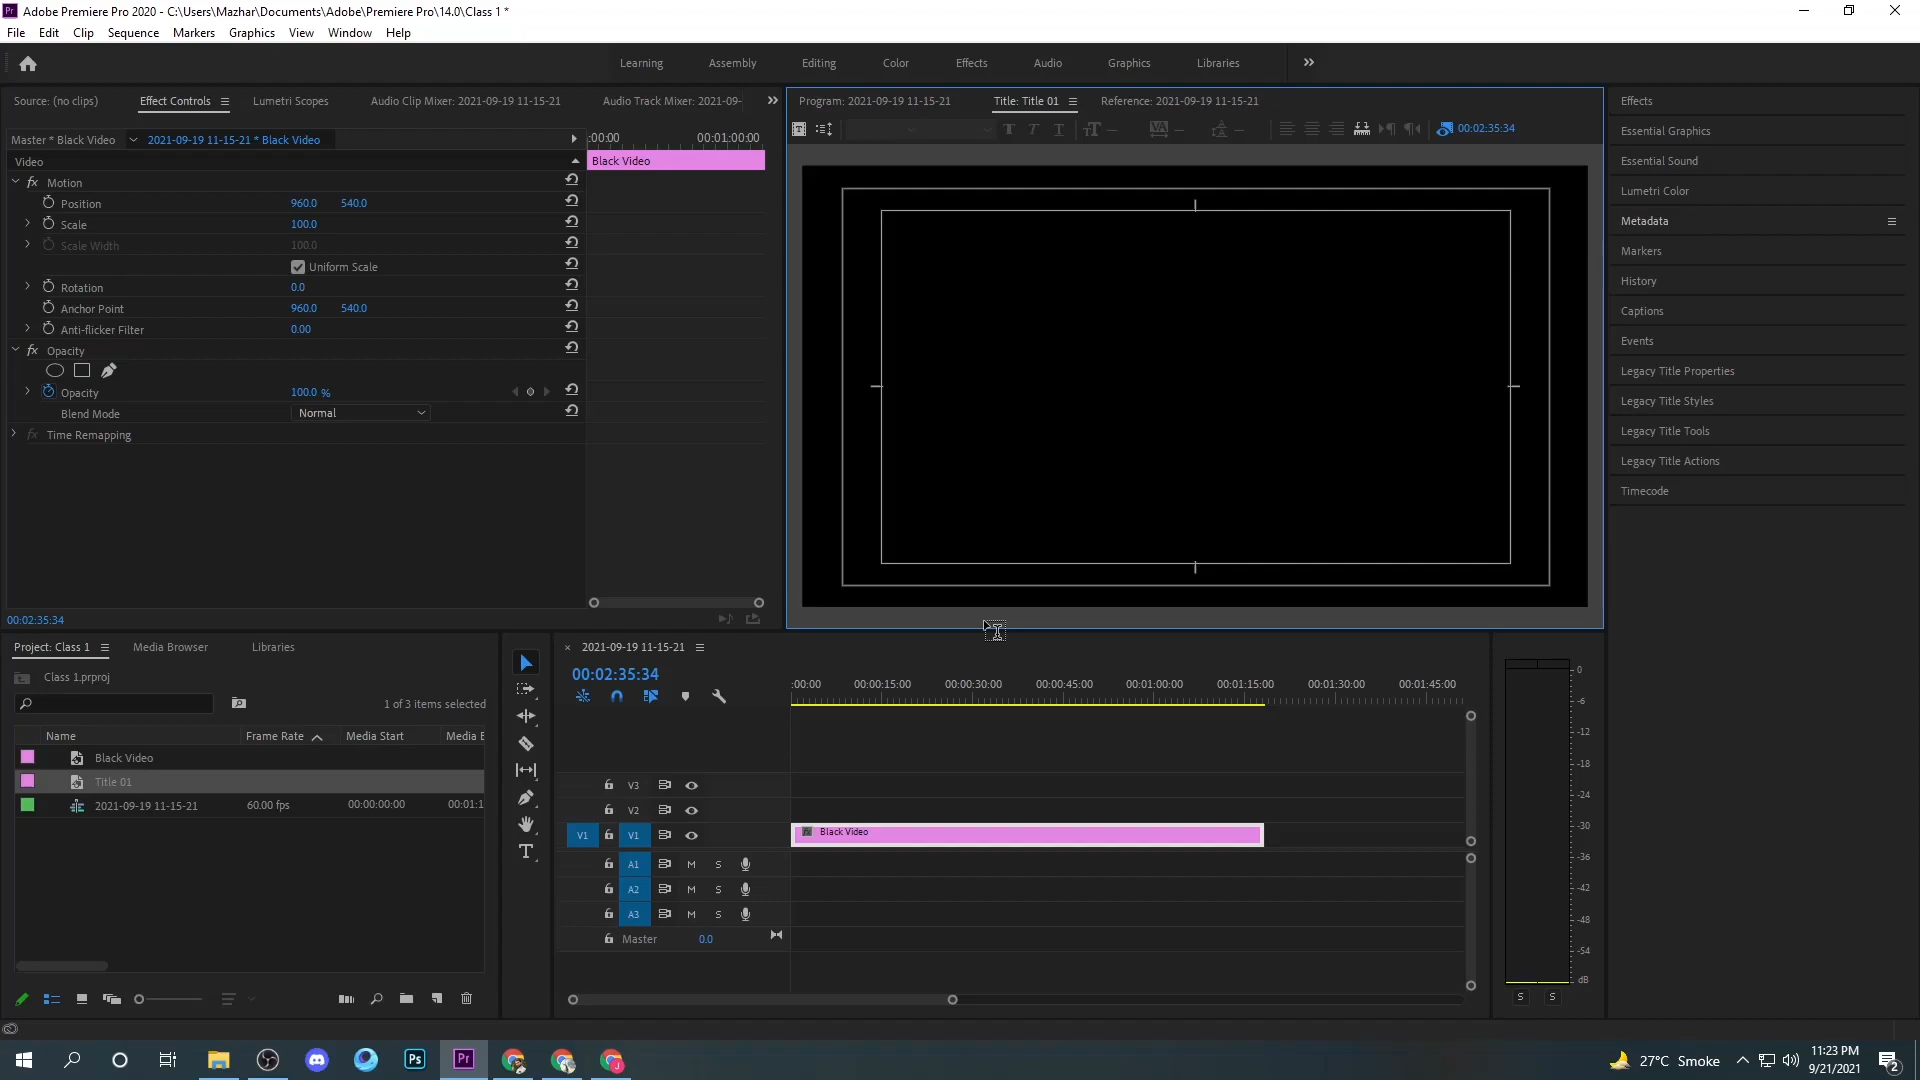 Adobe Premiere Pro 2020 - C:\Users\Mazhar\Documents\Adobe\Premiere Pro\14.0\Class 1 *
File Edit Clip Sequence Markers Graphics View Window Help
Learning Assembly Editing Color Effects Audio Graphics Libraries
Source: (no clips) Effect Controls Lumetri Scopes Audio Clip Mixer: 2021-09-19 11-15-21 Audio Track Mixer: 2021-09-
Program: 2021-09-19 11-15-21 Title: Title 01 Reference: 2021-09-19 11-15-21
00:02:35:34
Master * Black Video 2021-09-19 11-15-21 * Black Video
:00:00 00:01:00:00
Video
Black Video
Motion
Position 960.0 540.0
Scale 100.0
Scale Width 100.0
Uniform Scale
Rotation 0.0
Anchor Point 960.0 540.0
Anti-flicker Filter 0.00
Opacity
Opacity 100.0 %
Blend Mode Normal
Time Remapping
00:02:35:34
Effects
Essential Graphics
Essential Sound
Lumetri Color
Metadata
Markers
History
Captions
Events
Legacy Title Properties
Legacy Title Styles
Legacy Title Tools
Legacy Title Actions
Timecode
Project: Class 1 Media Browser Libraries
Class 1.prproj
1 of 3 items selected
Name Frame Rate Media Start Media E
Black Video
Title 01
2021-09-19 11-15-21 60.00 fps 00:00:00:00 00:01:1
2021-09-19 11-15-21
00:02:35:34
:00:00 00:00:15:00 00:00:30:00 00:00:45:00 00:01:00:00 00:01:15:00 00:01:30:00 00:01:45:00
V3
V2
V1 V1 Black Video
A1 M S
A2 M S
A3 M S
Master 0.0
0
-6
-12
-18
-24
-30
-36
-42
-48
-54
dB
S S
Ps Pr J
27°C Smoke
11:23 PM
9/21/2021
2